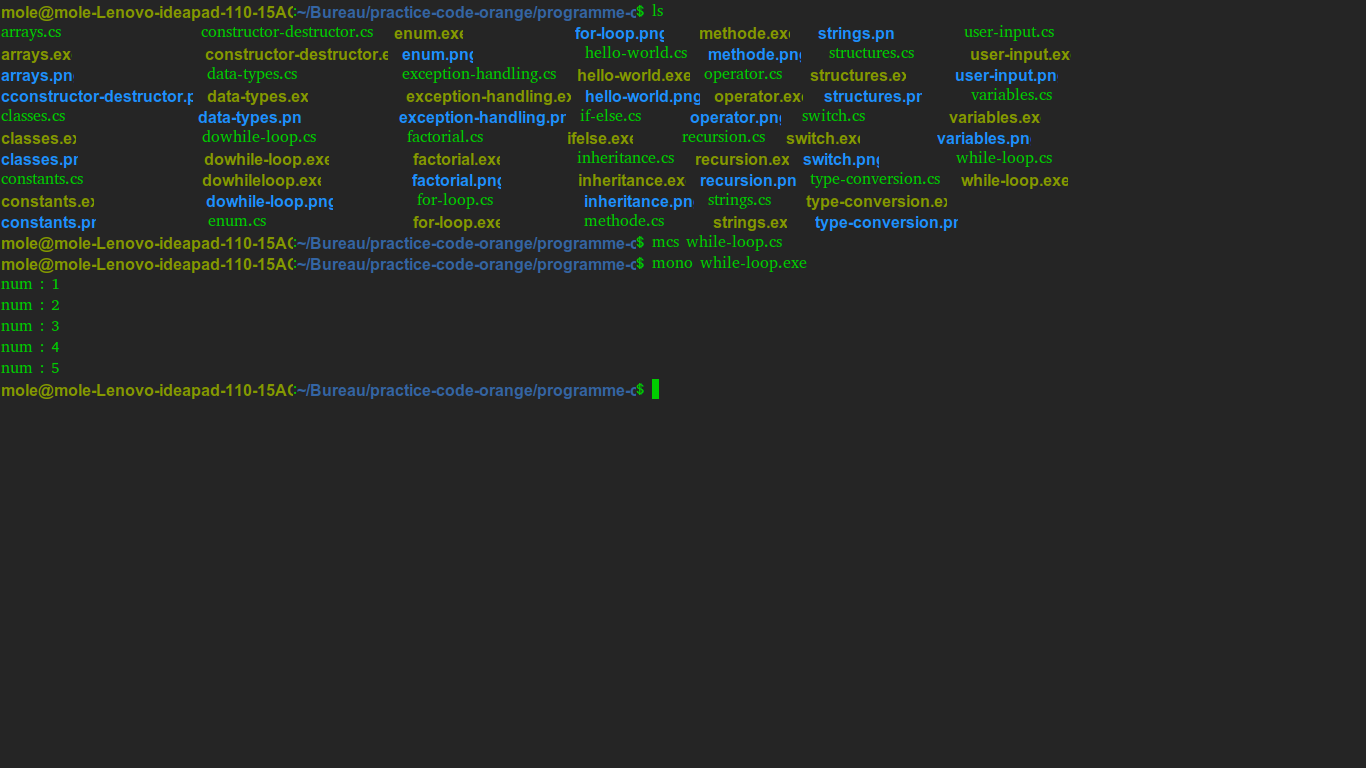 mole@mole-Lenovo-ideapad-110-15AC:~/Bureau/practice-code-orange/programme-c$ ls
arrays.cs constructor-destructor.cs enum.exe for-loop.png methode.exe strings.pn user-input.cs
arrays.ex constructor-destructor.e enum.png hello-world.cs methode.png structures.cs user-input.ex
arrays.pn data-types.cs exception-handling.cs hello-world.exe operator.cs structures.ex user-input.pn
cconstructor-destructor.p data-types.ex exception-handling.ex hello-world.png operator.exe structures.pr variables.cs
classes.cs data-types.pn exception-handling.pr if-else.cs operator.png switch.cs variables.ex
classes.ex dowhile-loop.cs factorial.cs ifelse.exe recursion.cs switch.exe variables.pn
classes.pr dowhile-loop.exe factorial.exe inheritance.cs recursion.ex switch.png while-loop.cs
constants.cs dowhileloop.exe factorial.png inheritance.ex recursion.pn type-conversion.cs while-loop.exe
constants.ex dowhile-loop.png for-loop.cs inheritance.pn strings.cs type-conversion.ex
constants.pr enum.cs for-loop.exe methode.cs strings.ex type-conversion.pr
mole@mole-Lenovo-ideapad-110-15AC:~/Bureau/practice-code-orange/programme-c$ mcs while-loop.cs
mole@mole-Lenovo-ideapad-110-15AC:~/Bureau/practice-code-orange/programme-c$ mono while-loop.exe
num : 1
num : 2
num : 3
num : 4
num : 5
mole@mole-Lenovo-ideapad-110-15AC:~/Bureau/practice-code-orange/programme-c$